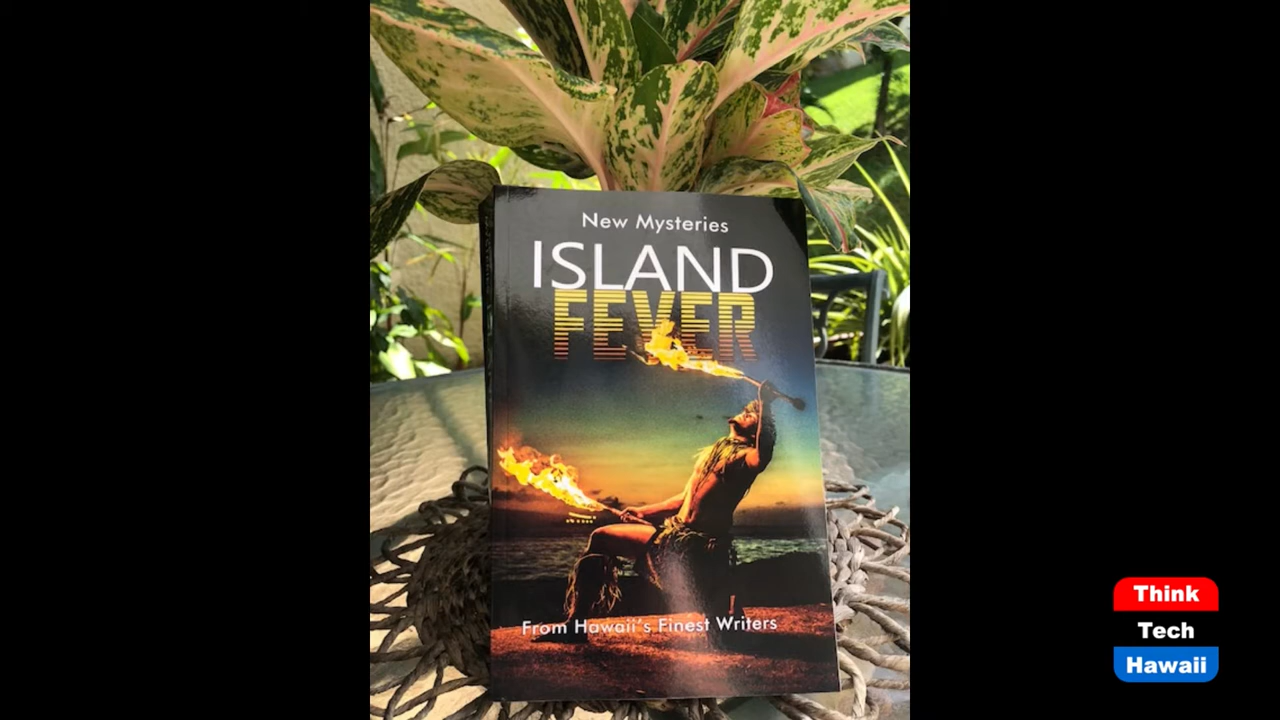 New Mysteries
ISLAND
FEVER
From Hawaii's Finest Writers
Think
Tech
Hawaii